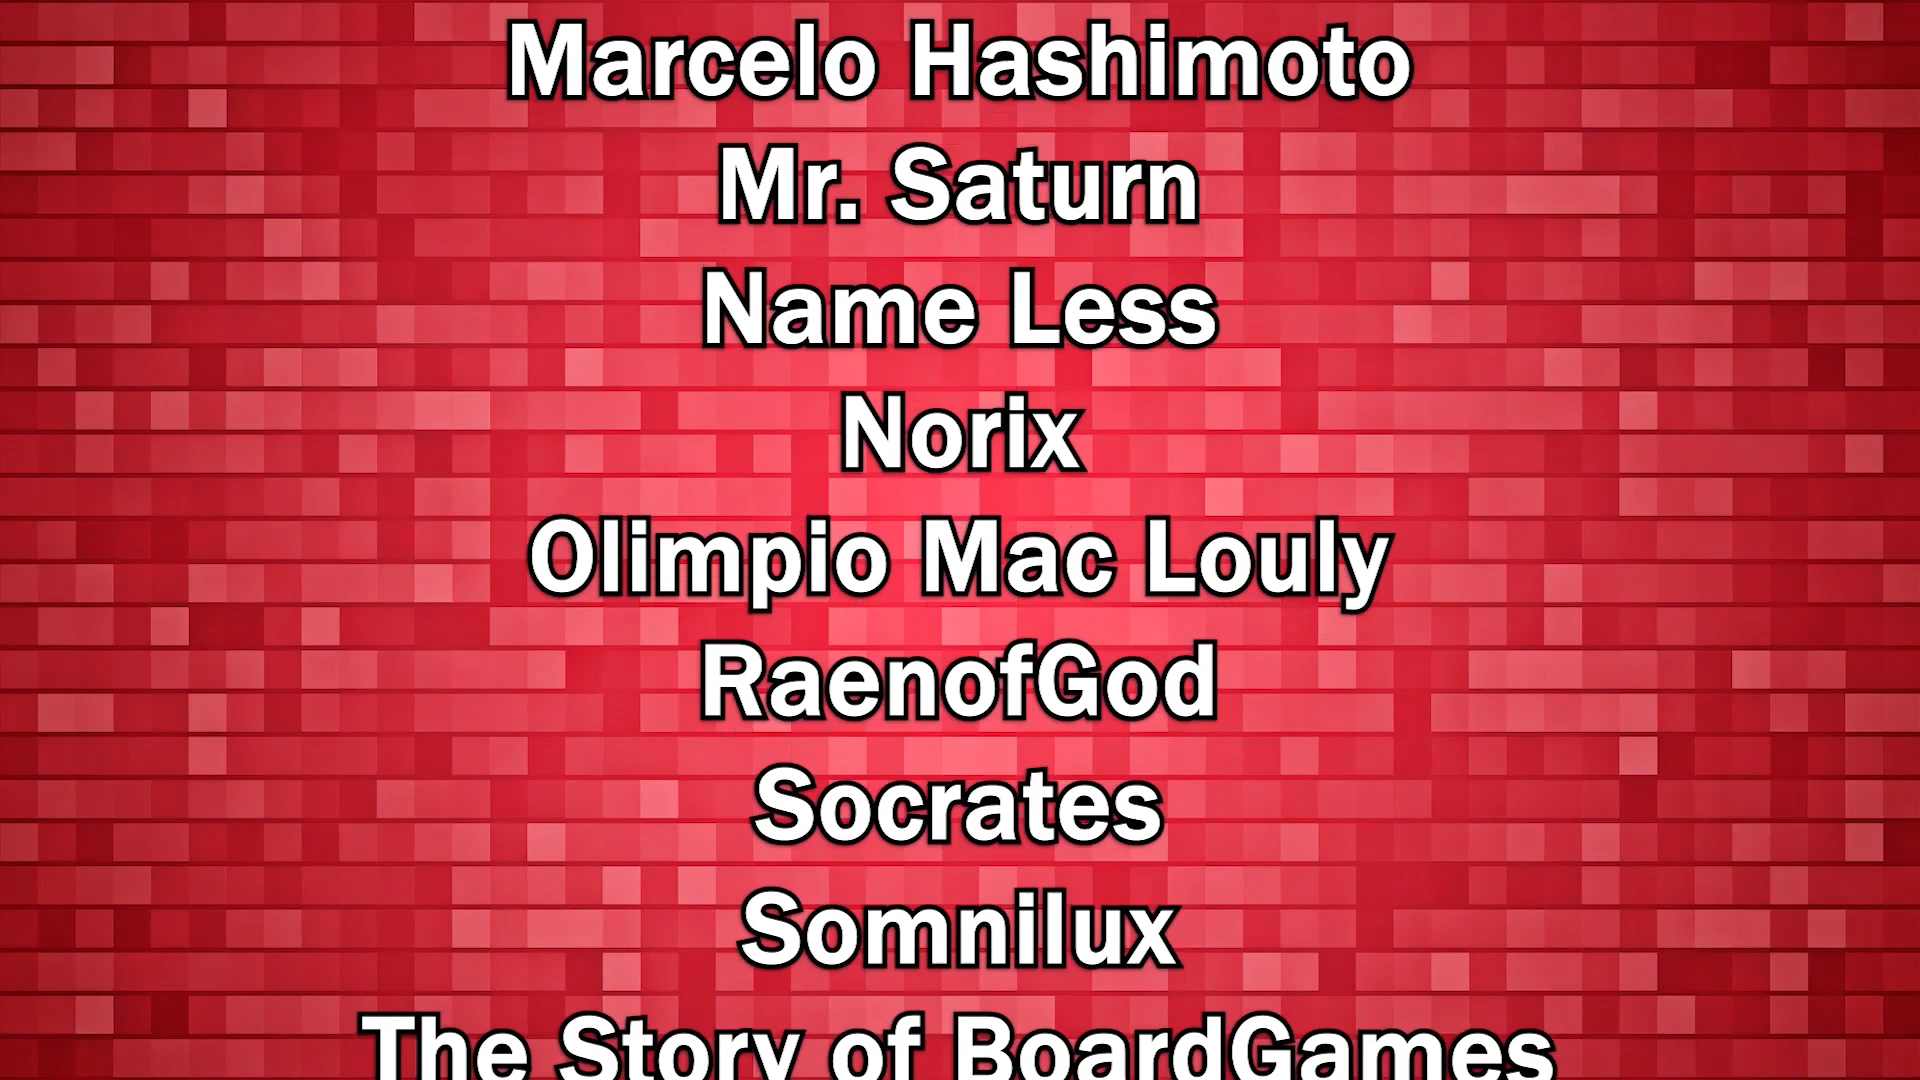 Marcelo Hashimoto
Mr. Saturn
Name Less
Norix
Olimpio Mac Louly
RaenofGod
Socrates
Somnilux
The Story of BoardGames